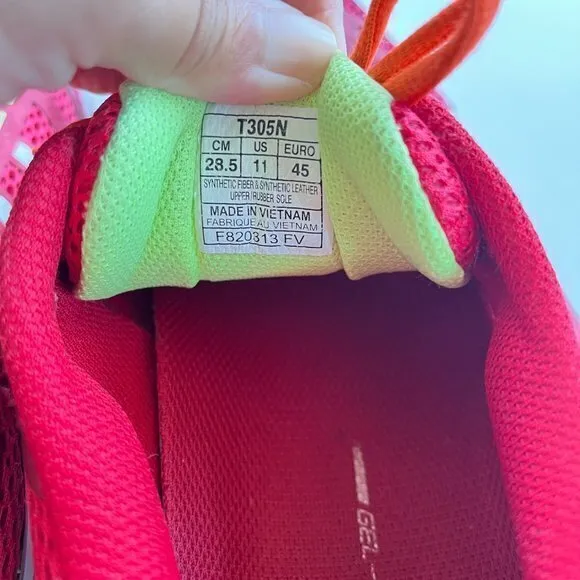 T305N
CM US EURO
28.5 11 45
SYNTHETIC FIBER & SYNTHETIC LEATHER
UPPER/RUBBER SOLE
MADE IN VIETNAM
FABRIQUE AU VIETNAM
F820313 FV
GEL